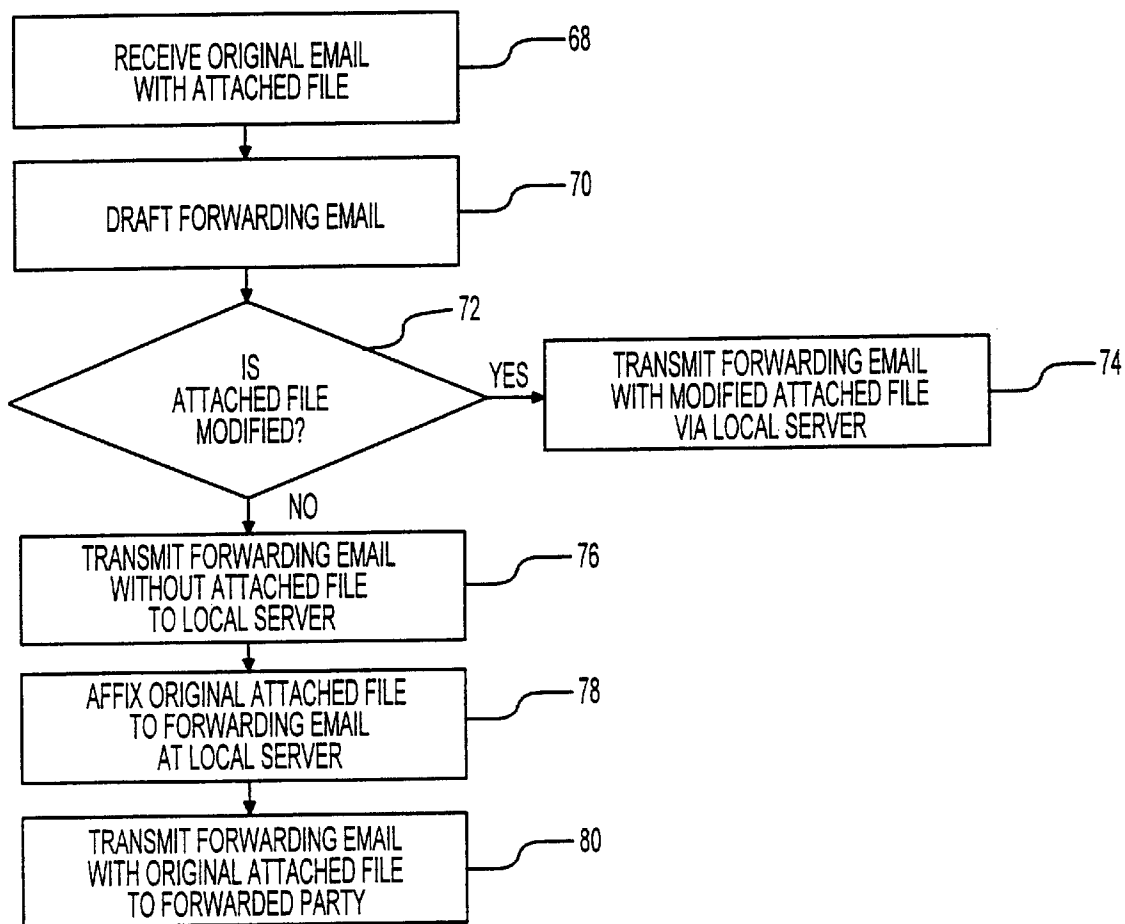 RECEIVE ORIGINAL EMAIL
WITH ATTACHED FILE
68
DRAFT FORWARDING EMAIL
70
72
IS
ATTACHED FILE
MODIFIED?
YES
TRANSMIT FORWARDING EMAIL
WITH MODIFIED ATTACHED FILE
VIA LOCAL SERVER
74
NO
TRANSMIT FORWARDING EMAIL
WITHOUT ATTACHED FILE
TO LOCAL SERVER
76
AFFIX ORIGINAL ATTACHED FILE
TO FORWARDING EMAIL
AT LOCAL SERVER
78
TRANSMIT FORWARDING EMAIL
WITH ORIGINAL ATTACHED FILE
TO FORWARDED PARTY
80